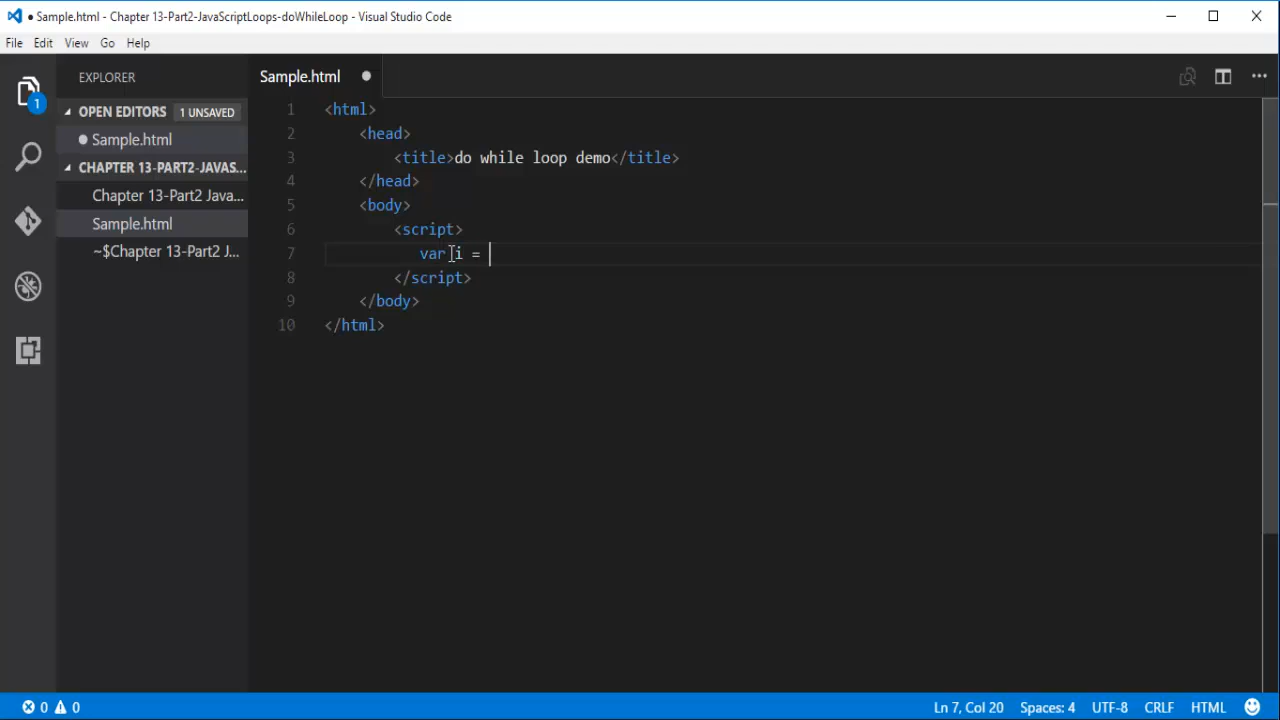 ● Sample.html - Chapter 13-Part2-JavaScriptLoops-doWhileLoop - Visual Studio Code
File Edit View Go Help
EXPLORER
OPEN EDITORS 1 UNSAVED
● Sample.html
CHAPTER 13-PART2-JAVAS...
Chapter 13-Part2 Java...
Sample.html
~$Chapter 13-Part2 J...
1
Sample.html ●
1 <html>
2 <head>
3 <title>do while loop demo</title>
4 </head>
5 <body>
6 <script>
7 var i =
8 </script>
9 </body>
10 </html>
0 0 Ln 7, Col 20 Spaces: 4 UTF-8 CRLF HTML